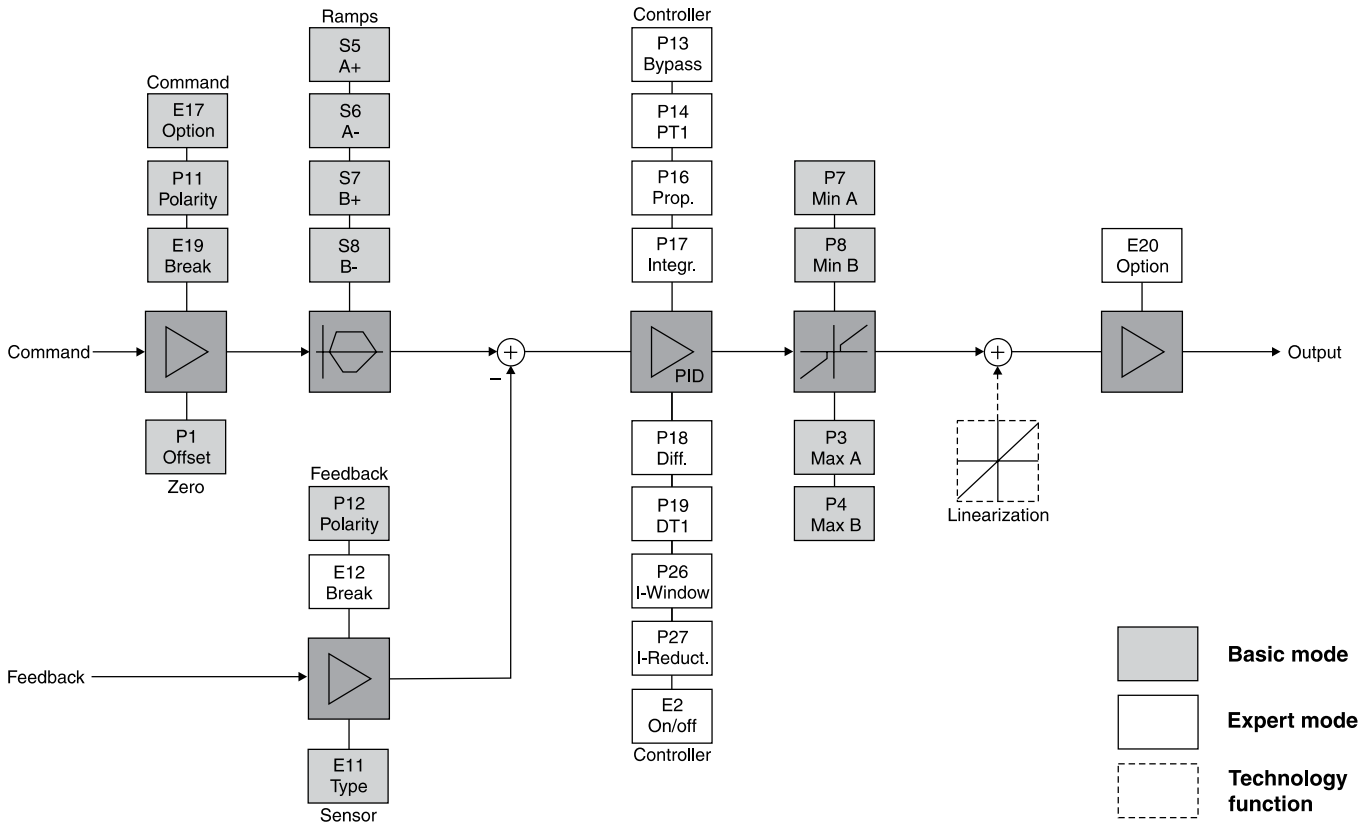 Command
E17
Option
P11
Polarity
E19
Break
P1
Offset
Zero
Ramps
S5
A+
S6
A-
S7
B+
S8
B-
Controller
P13
Bypass
P14
PT1
P16
Prop.
P17
Integr.
P7
Min A
P8
Min B
E20
Option
Command
+
–
PID
+
Output
P18
Diff.
P19
DT1
P26
I-Window
P27
I-Reduct.
E2
On/off
Controller
P3
Max A
P4
Max B
Linearization
Feedback
P12
Polarity
E12
Break
Feedback
E11
Type
Sensor
Basic mode
Expert mode
Technology
function